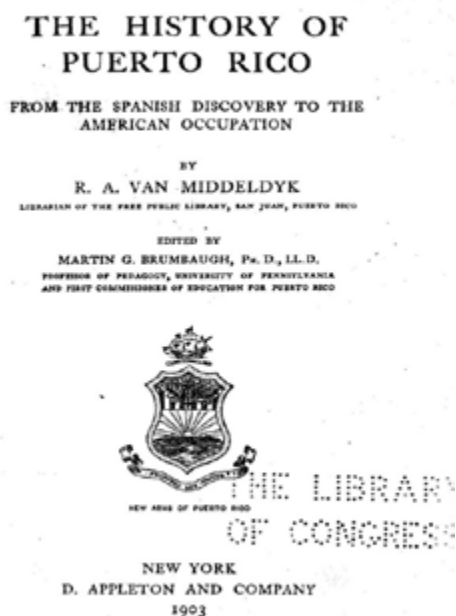 THE HISTORY OF
PUERTO RICO
FROM THE SPANISH DISCOVERY TO THE
AMERICAN OCCUPATION
BY
R. A. VAN MIDDELDYK
LIBRARIAN OF THE FREE PUBLIC LIBRARY, SAN JUAN, PUERTO RICO
EDITED BY
MARTIN G. BRUMBAUGH, PH. D., LL. D.
PROFESSOR OF PEDAGOGY, UNIVERSITY OF PENNSYLVANIA
AND FIRST COMMISSIONER OF EDUCATION FOR PUERTO RICO
NEW ARMS OF PUERTO RICO
THE LIBRARY
OF CONGRESS
NEW YORK
D. APPLETON AND COMPANY
1903